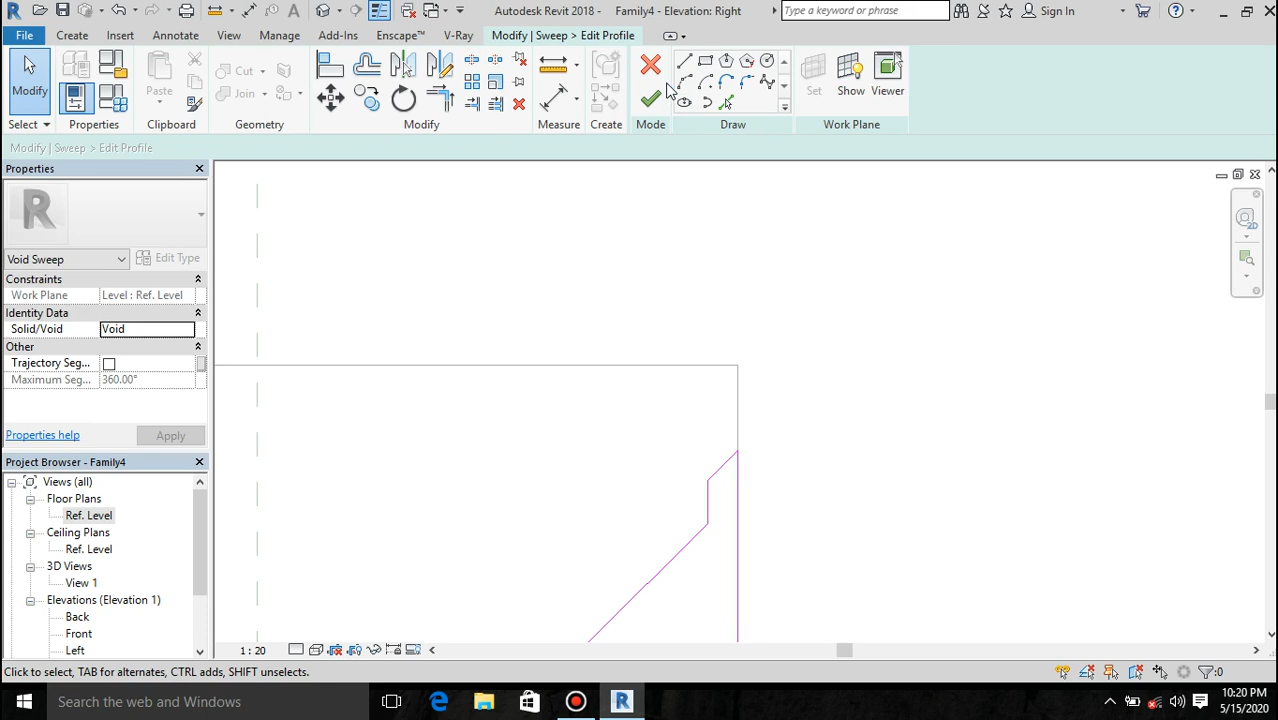 Autodesk Revit 2018 -
Family4 - Elevation: Right
Type a keyword or phrase
Sign In
File
Create
Insert
Annotate
View
Manage
Add-Ins
Enscape™
V-Ray
Modify | Sweep > Edit Profile
Modify
Paste
Cut
Join
Set
Show
Viewer
Select
Properties
Clipboard
Geometry
Modify
Measure
Create
Mode
Draw
Work Plane
Modify | Sweep > Edit Profile
Properties
Void Sweep
Edit Type
Constraints
Work Plane
Level : Ref. Level
Identity Data
Solid/Void
Void
Other
Trajectory Seg...
Maximum Seg...
360.00°
Properties help
Apply
Project Browser - Family4
Views (all)
Floor Plans
Ref. Level
Ceiling Plans
Ref. Level
3D Views
View 1
Elevations (Elevation 1)
Back
Front
Left
2D
1 : 20
Click to select, TAB for alternates, CTRL adds, SHIFT unselects.
:0
Search the web and Windows
10:20 PM
5/15/2020